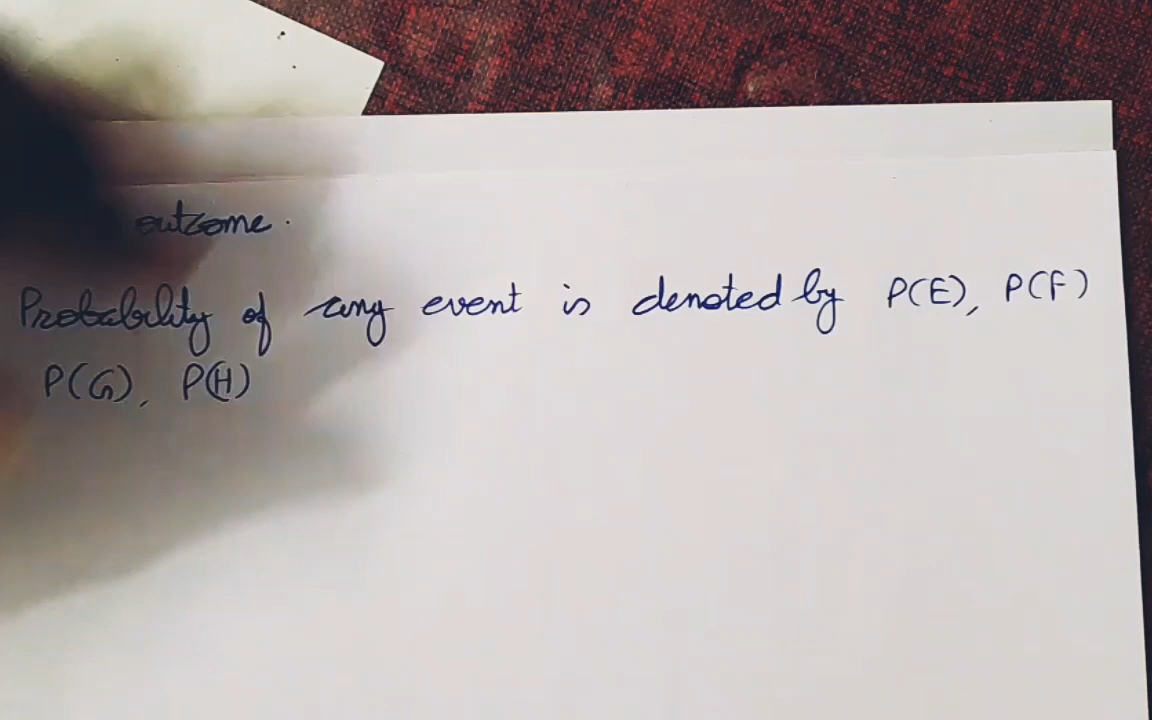 outcome.
Probability of any event is denoted by P(E), P(F)
P(G), P(H)